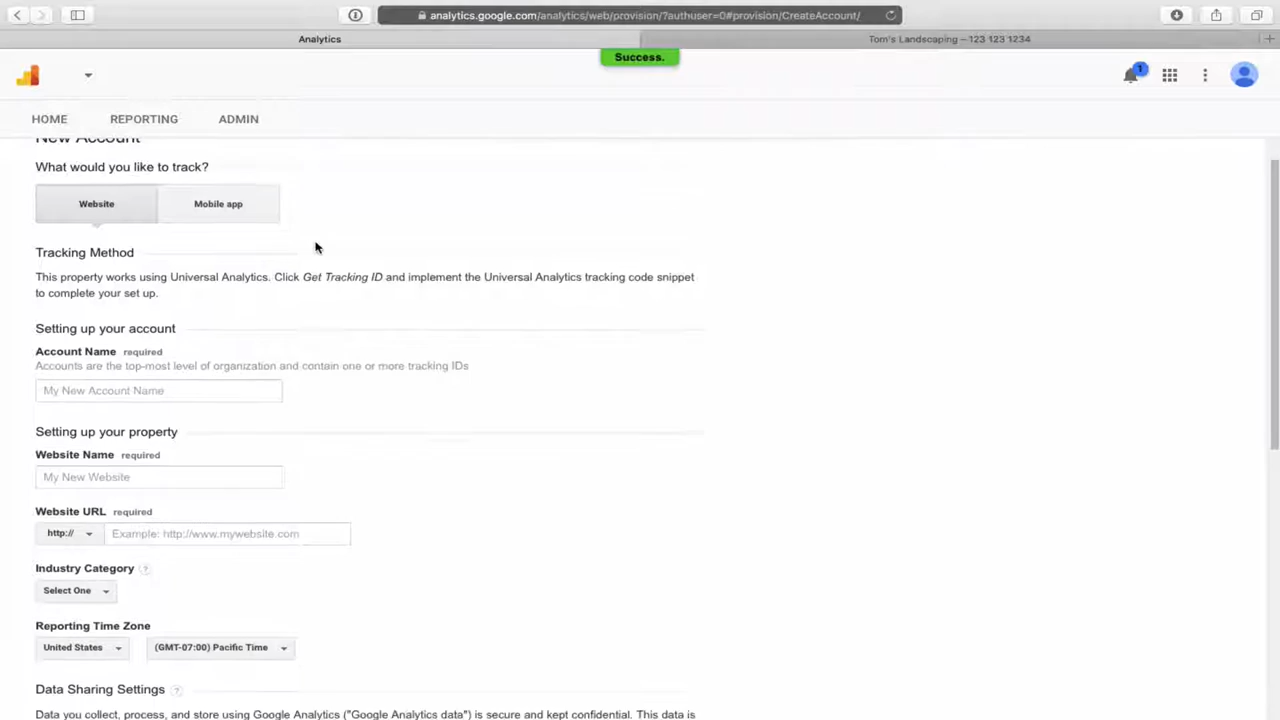 analytics.google.com/analytics/web/provision/?authuser=0#provision/CreateAccount/
Analytics
Tom's Landscaping – 123 123 1234
Success.
1
HOME REPORTING ADMIN
New Account
What would you like to track?
Website Mobile app
Tracking Method
This property works using Universal Analytics. Click Get Tracking ID and implement the Universal Analytics tracking code snippet
to complete your set up.
Setting up your account
Account Name required
Accounts are the top-most level of organization and contain one or more tracking IDs
My New Account Name
Setting up your property
Website Name required
My New Website
Website URL required
http:// Example: http://www.mywebsite.com
Industry Category ?
Select One
Reporting Time Zone
United States (GMT-07:00) Pacific Time
Data Sharing Settings ?
Data you collect, process, and store using Google Analytics ("Google Analytics data") is secure and kept confidential. This data is